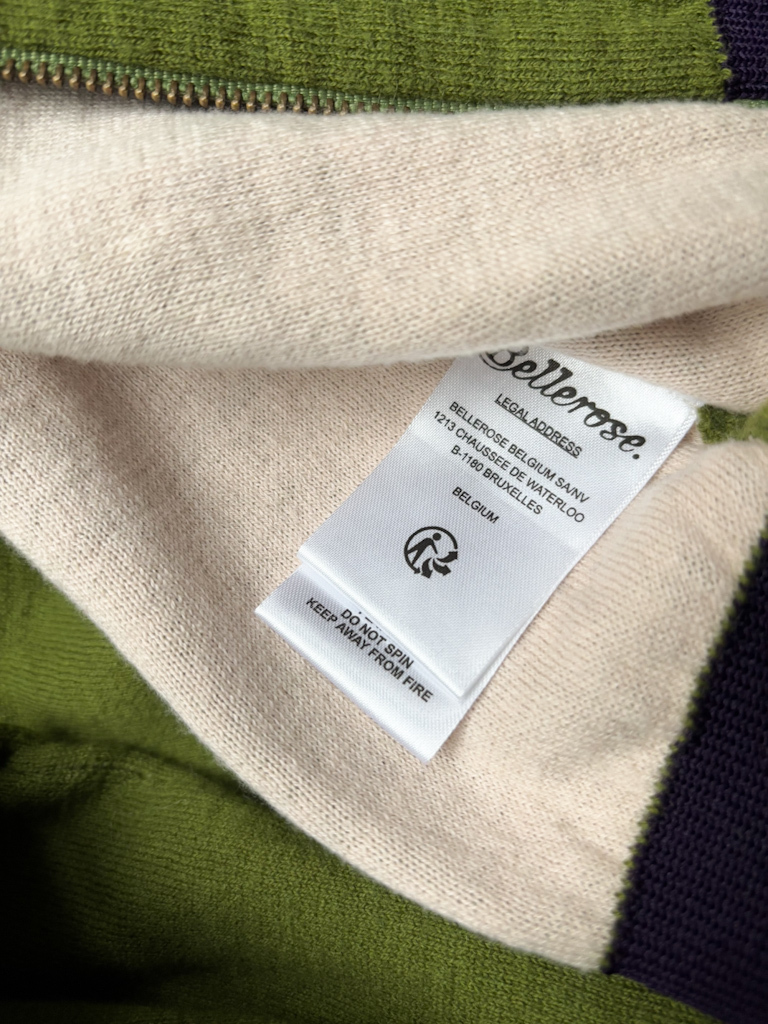 Bellerose.
LEGAL ADDRESS
BELLEROSE BELGIUM SA/NV
1213 CHAUSSEE DE WATERLOO
B-1180 BRUXELLES
BELGIUM
DO NOT SPIN
KEEP AWAY FROM FIRE